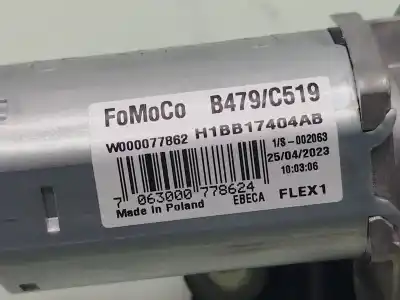 FoMoCo B479/C519
W000077862 H1BB17404AB
1/S-002063
25/04/2023
10:03:06
7 063000 778624
Made in Poland EBECA FLEX1